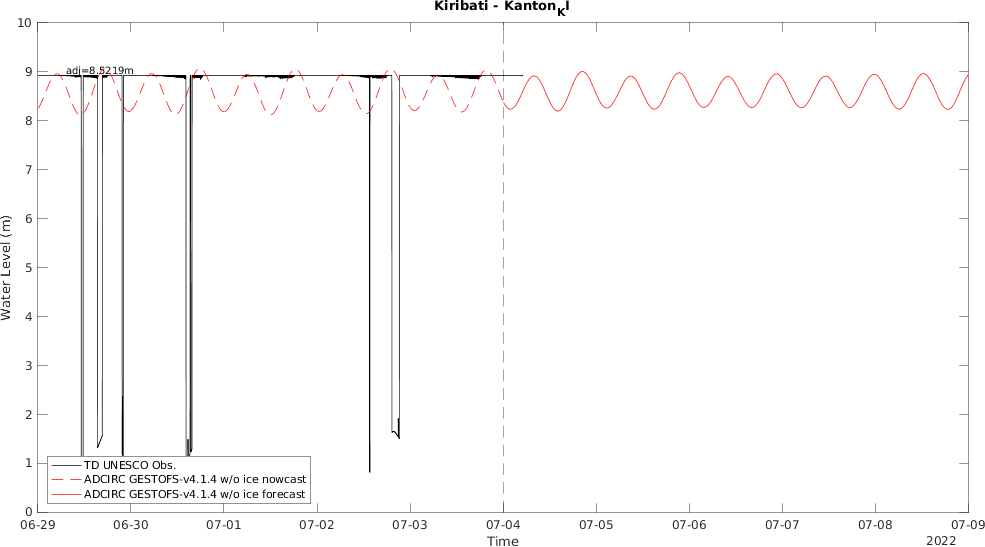 Kiribati - Kanton_KI
Water Level (m)
10
9
8
7
6
5
4
3
2
1
0
adj=8.5219m
TD UNESCO Obs.
ADCIRC GESTOFS-v4.1.4 w/o ice nowcast
ADCIRC GESTOFS-v4.1.4 w/o ice forecast
06-29 06-30 07-01 07-02 07-03 07-04 07-05 07-06 07-07 07-08 07-09
Time
2022